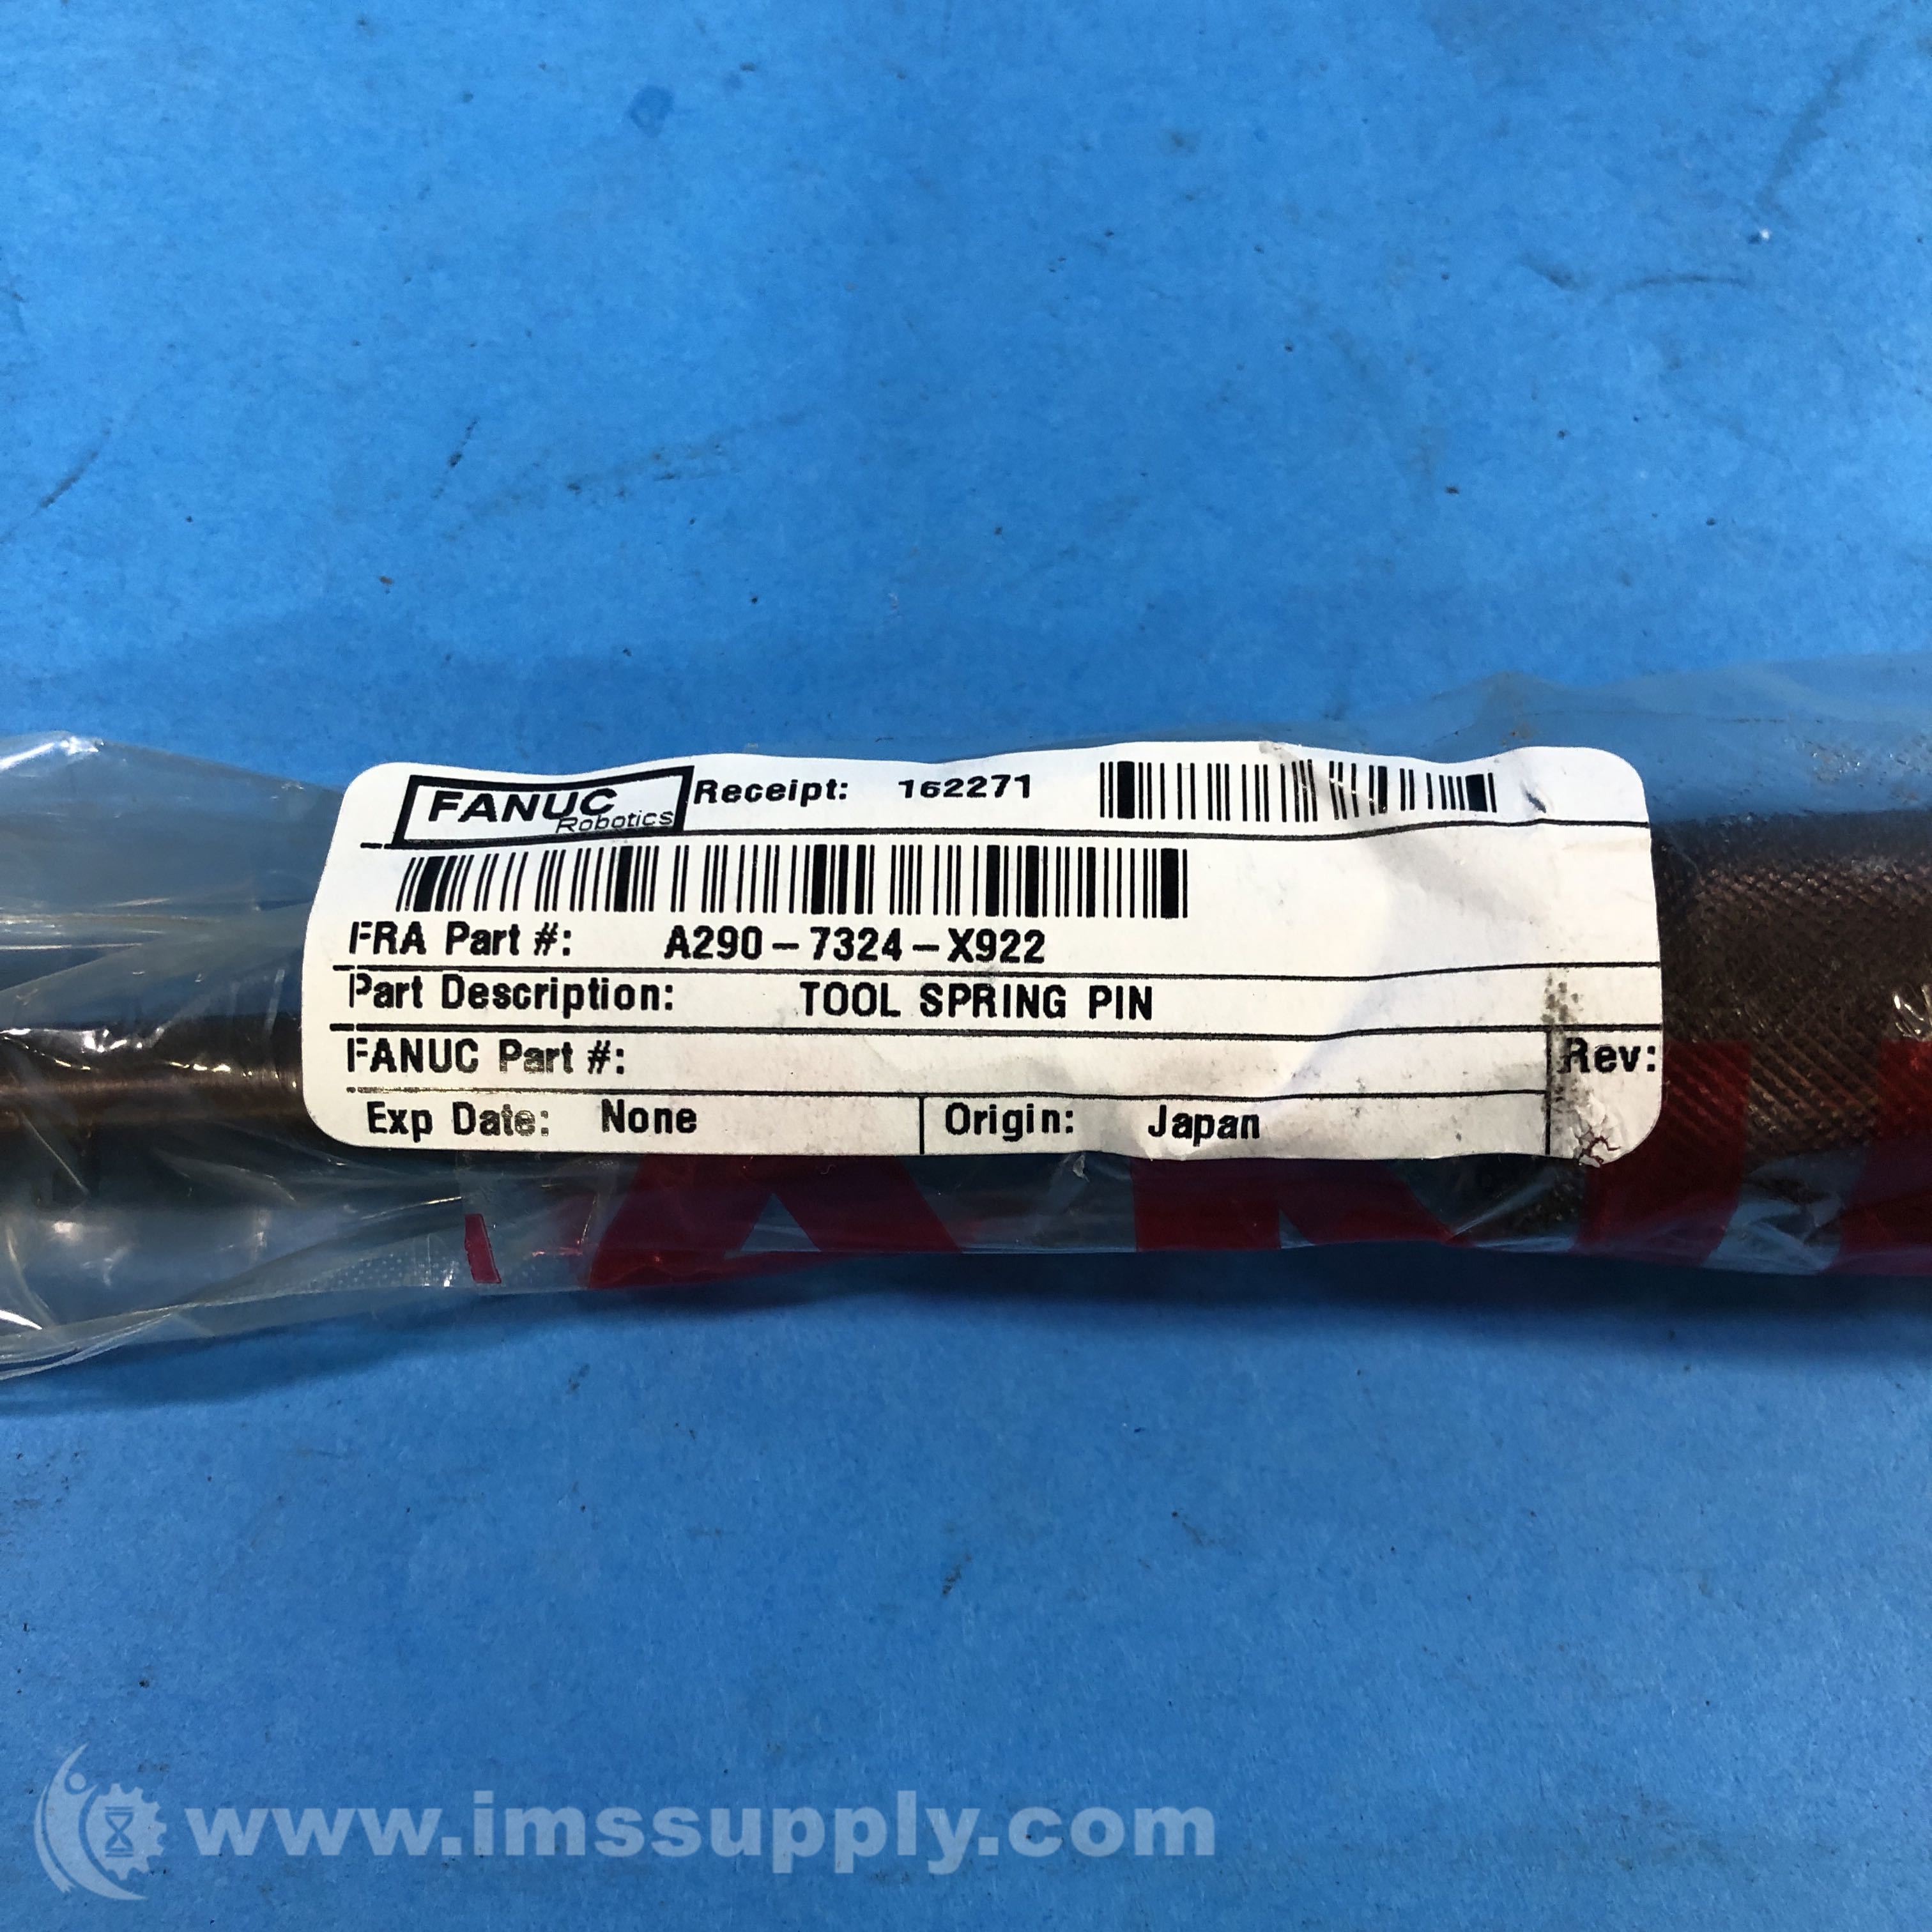 FANUC Robotics Receipt: 162271
FRA Part #: A290-7324-X922
Part Description: TOOL SPRING PIN
FANUC Part #: Rev:
Exp Date: None Origin: Japan
www.imssupply.com